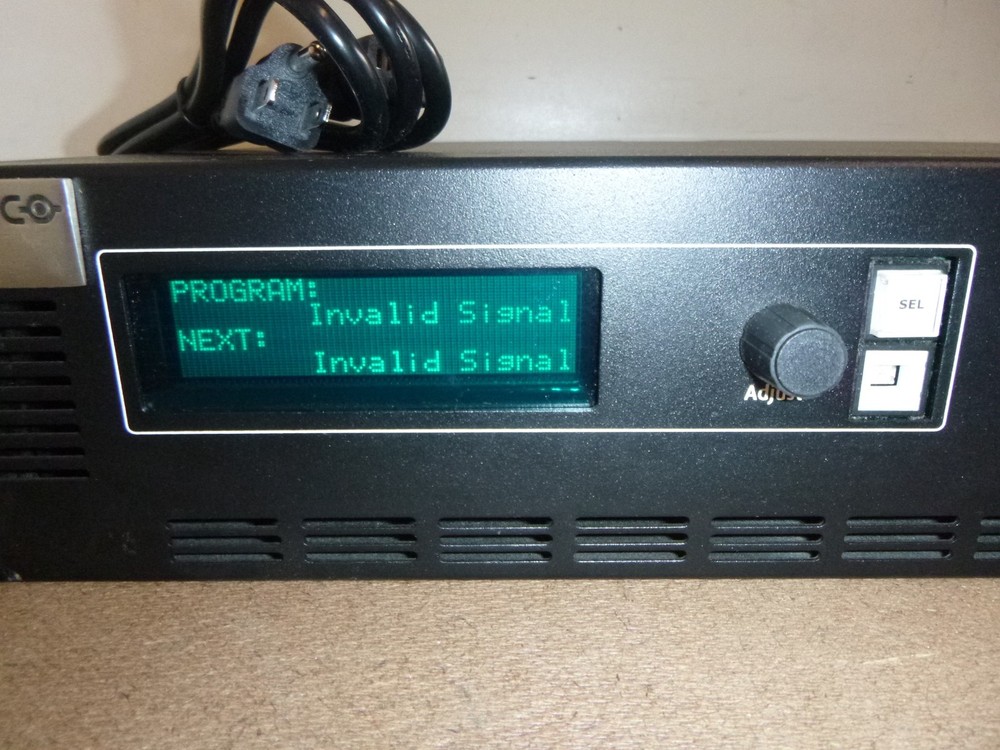 PROGRAM:
Invalid Signal
NEXT:
Invalid Signal
SEL
Adjust